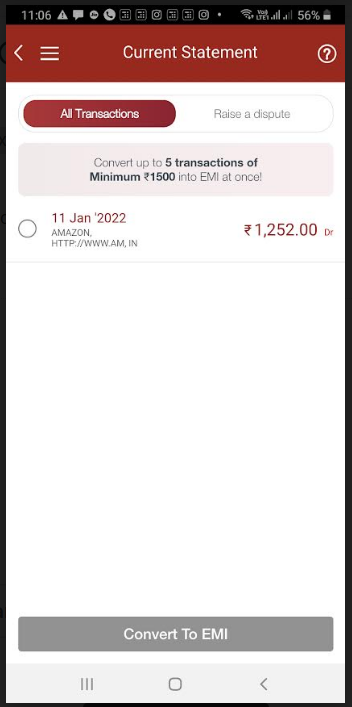 11:06 56%
Current Statement
All Transactions Raise a dispute
Convert up to 5 transactions of
Minimum ₹1500 into EMI at once!
11 Jan '2022
AMAZON,
HTTP://WWW.AM, IN
₹1,252.00 Dr
Convert To EMI